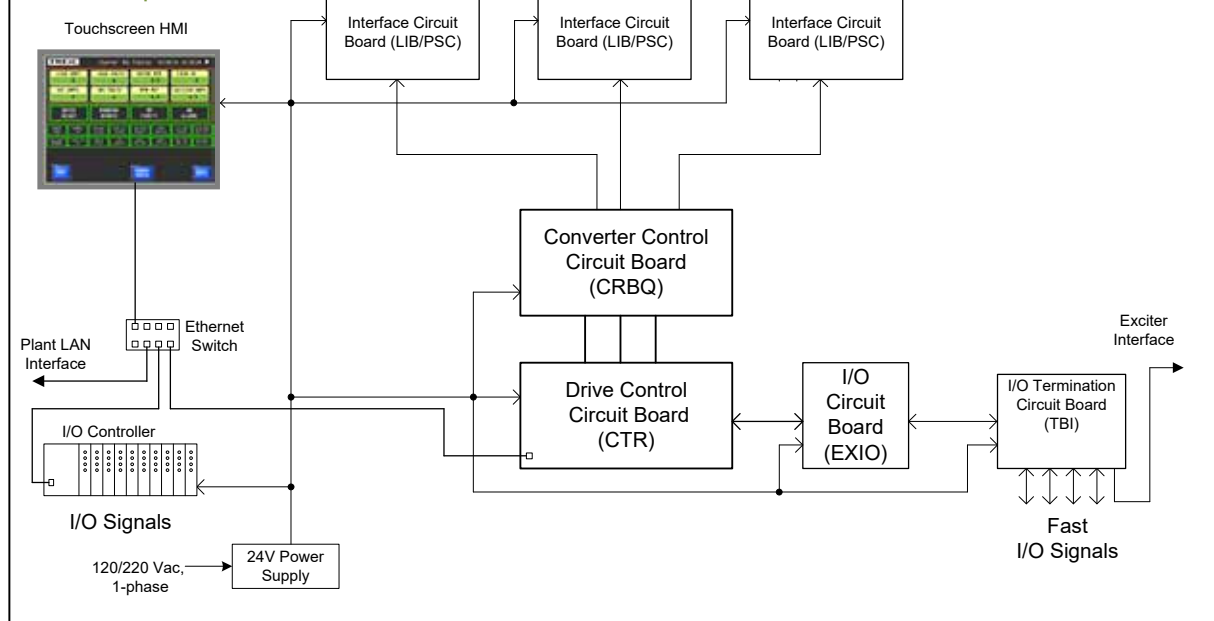 Touchscreen HMI
Interface Circuit
Board (LIB/PSC)
Interface Circuit
Board (LIB/PSC)
Interface Circuit
Board (LIB/PSC)
Converter Control
Circuit Board
(CRBQ)
Ethernet
Switch
Plant LAN
Interface
Exciter
Interface
Drive Control
Circuit Board
(CTR)
I/O
Circuit
Board
(EXIO)
I/O Termination
Circuit Board
(TBI)
I/O Controller
I/O Signals
Fast
I/O Signals
24V Power
Supply
120/220 Vac,
1-phase